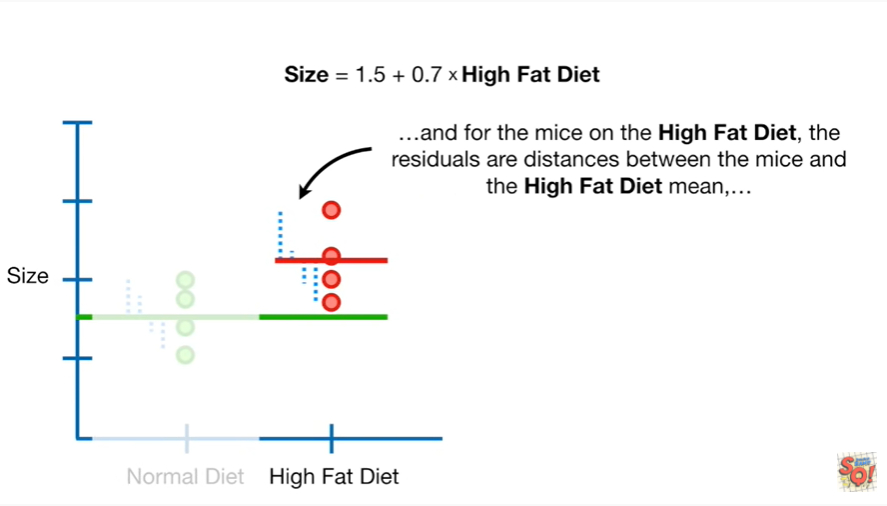 Size = 1.5 + 0.7 × High Fat Diet
…and for the mice on the High Fat Diet, the
residuals are distances between the mice and
the High Fat Diet mean,…
Size
Normal Diet High Fat Diet
SQ!